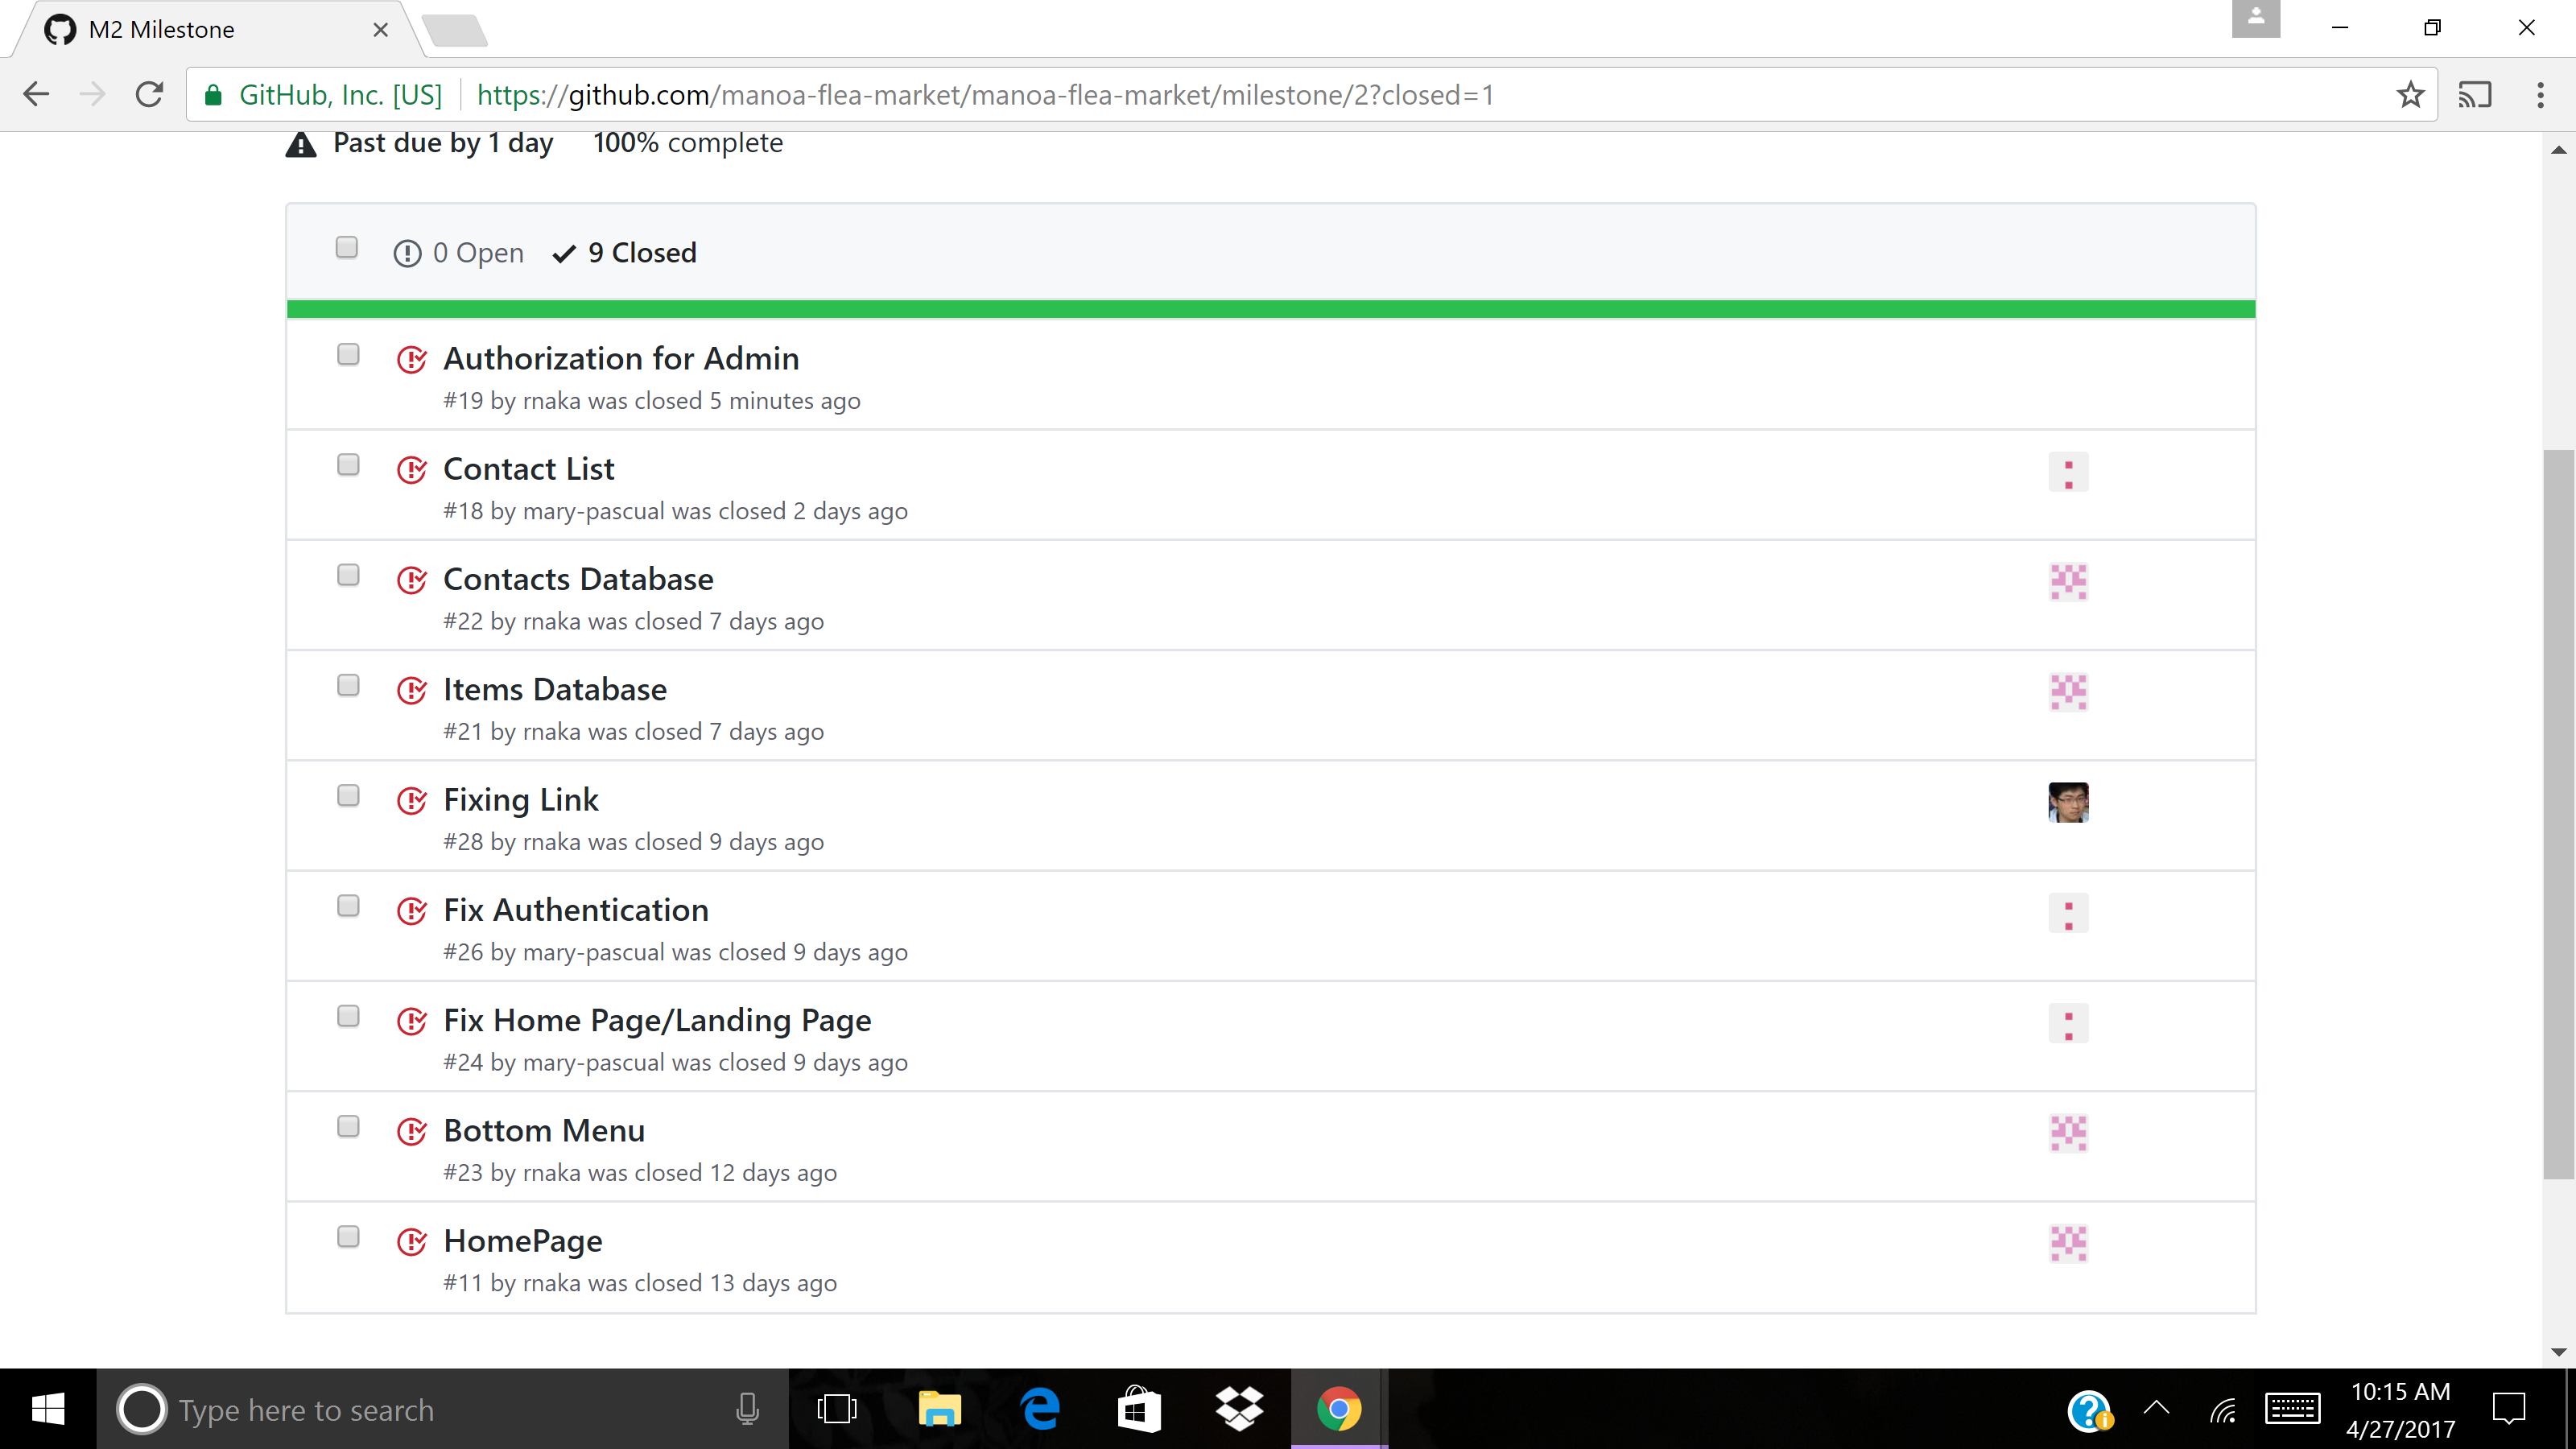 M2 Milestone
GitHub, Inc. [US] https://github.com/manoa-flea-market/manoa-flea-market/milestone/2?closed=1
Past due by 1 day 100% complete
0 Open 9 Closed
Authorization for Admin
#19 by rnaka was closed 5 minutes ago
Contact List
#18 by mary-pascual was closed 2 days ago
Contacts Database
#22 by rnaka was closed 7 days ago
Items Database
#21 by rnaka was closed 7 days ago
Fixing Link
#28 by rnaka was closed 9 days ago
Fix Authentication
#26 by mary-pascual was closed 9 days ago
Fix Home Page/Landing Page
#24 by mary-pascual was closed 9 days ago
Bottom Menu
#23 by rnaka was closed 12 days ago
HomePage
#11 by rnaka was closed 13 days ago
Type here to search
10:15 AM
4/27/2017